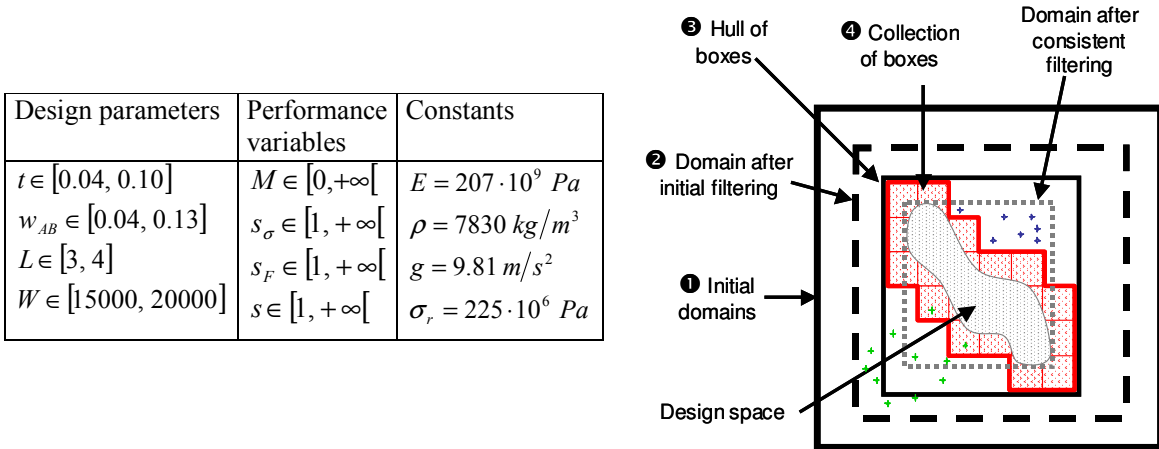 Design parameters
Performance variables
Constants
t ∈ [0.04, 0.10]
w_AB ∈ [0.04, 0.13]
L ∈ [3, 4]
W ∈ [15000, 20000]
M ∈ [0,+∞[
s_σ ∈ [1, +∞[
s_F ∈ [1, +∞[
s ∈ [1, +∞[
E = 207·10^9 Pa
ρ = 7830 kg/m^3
g = 9.81 m/s^2
σ_r = 225·10^6 Pa
❸ Hull of
boxes
❹ Collection
of boxes
Domain after
consistent
filtering
❷ Domain after
initial filtering
❶ Initial
domains
Design space